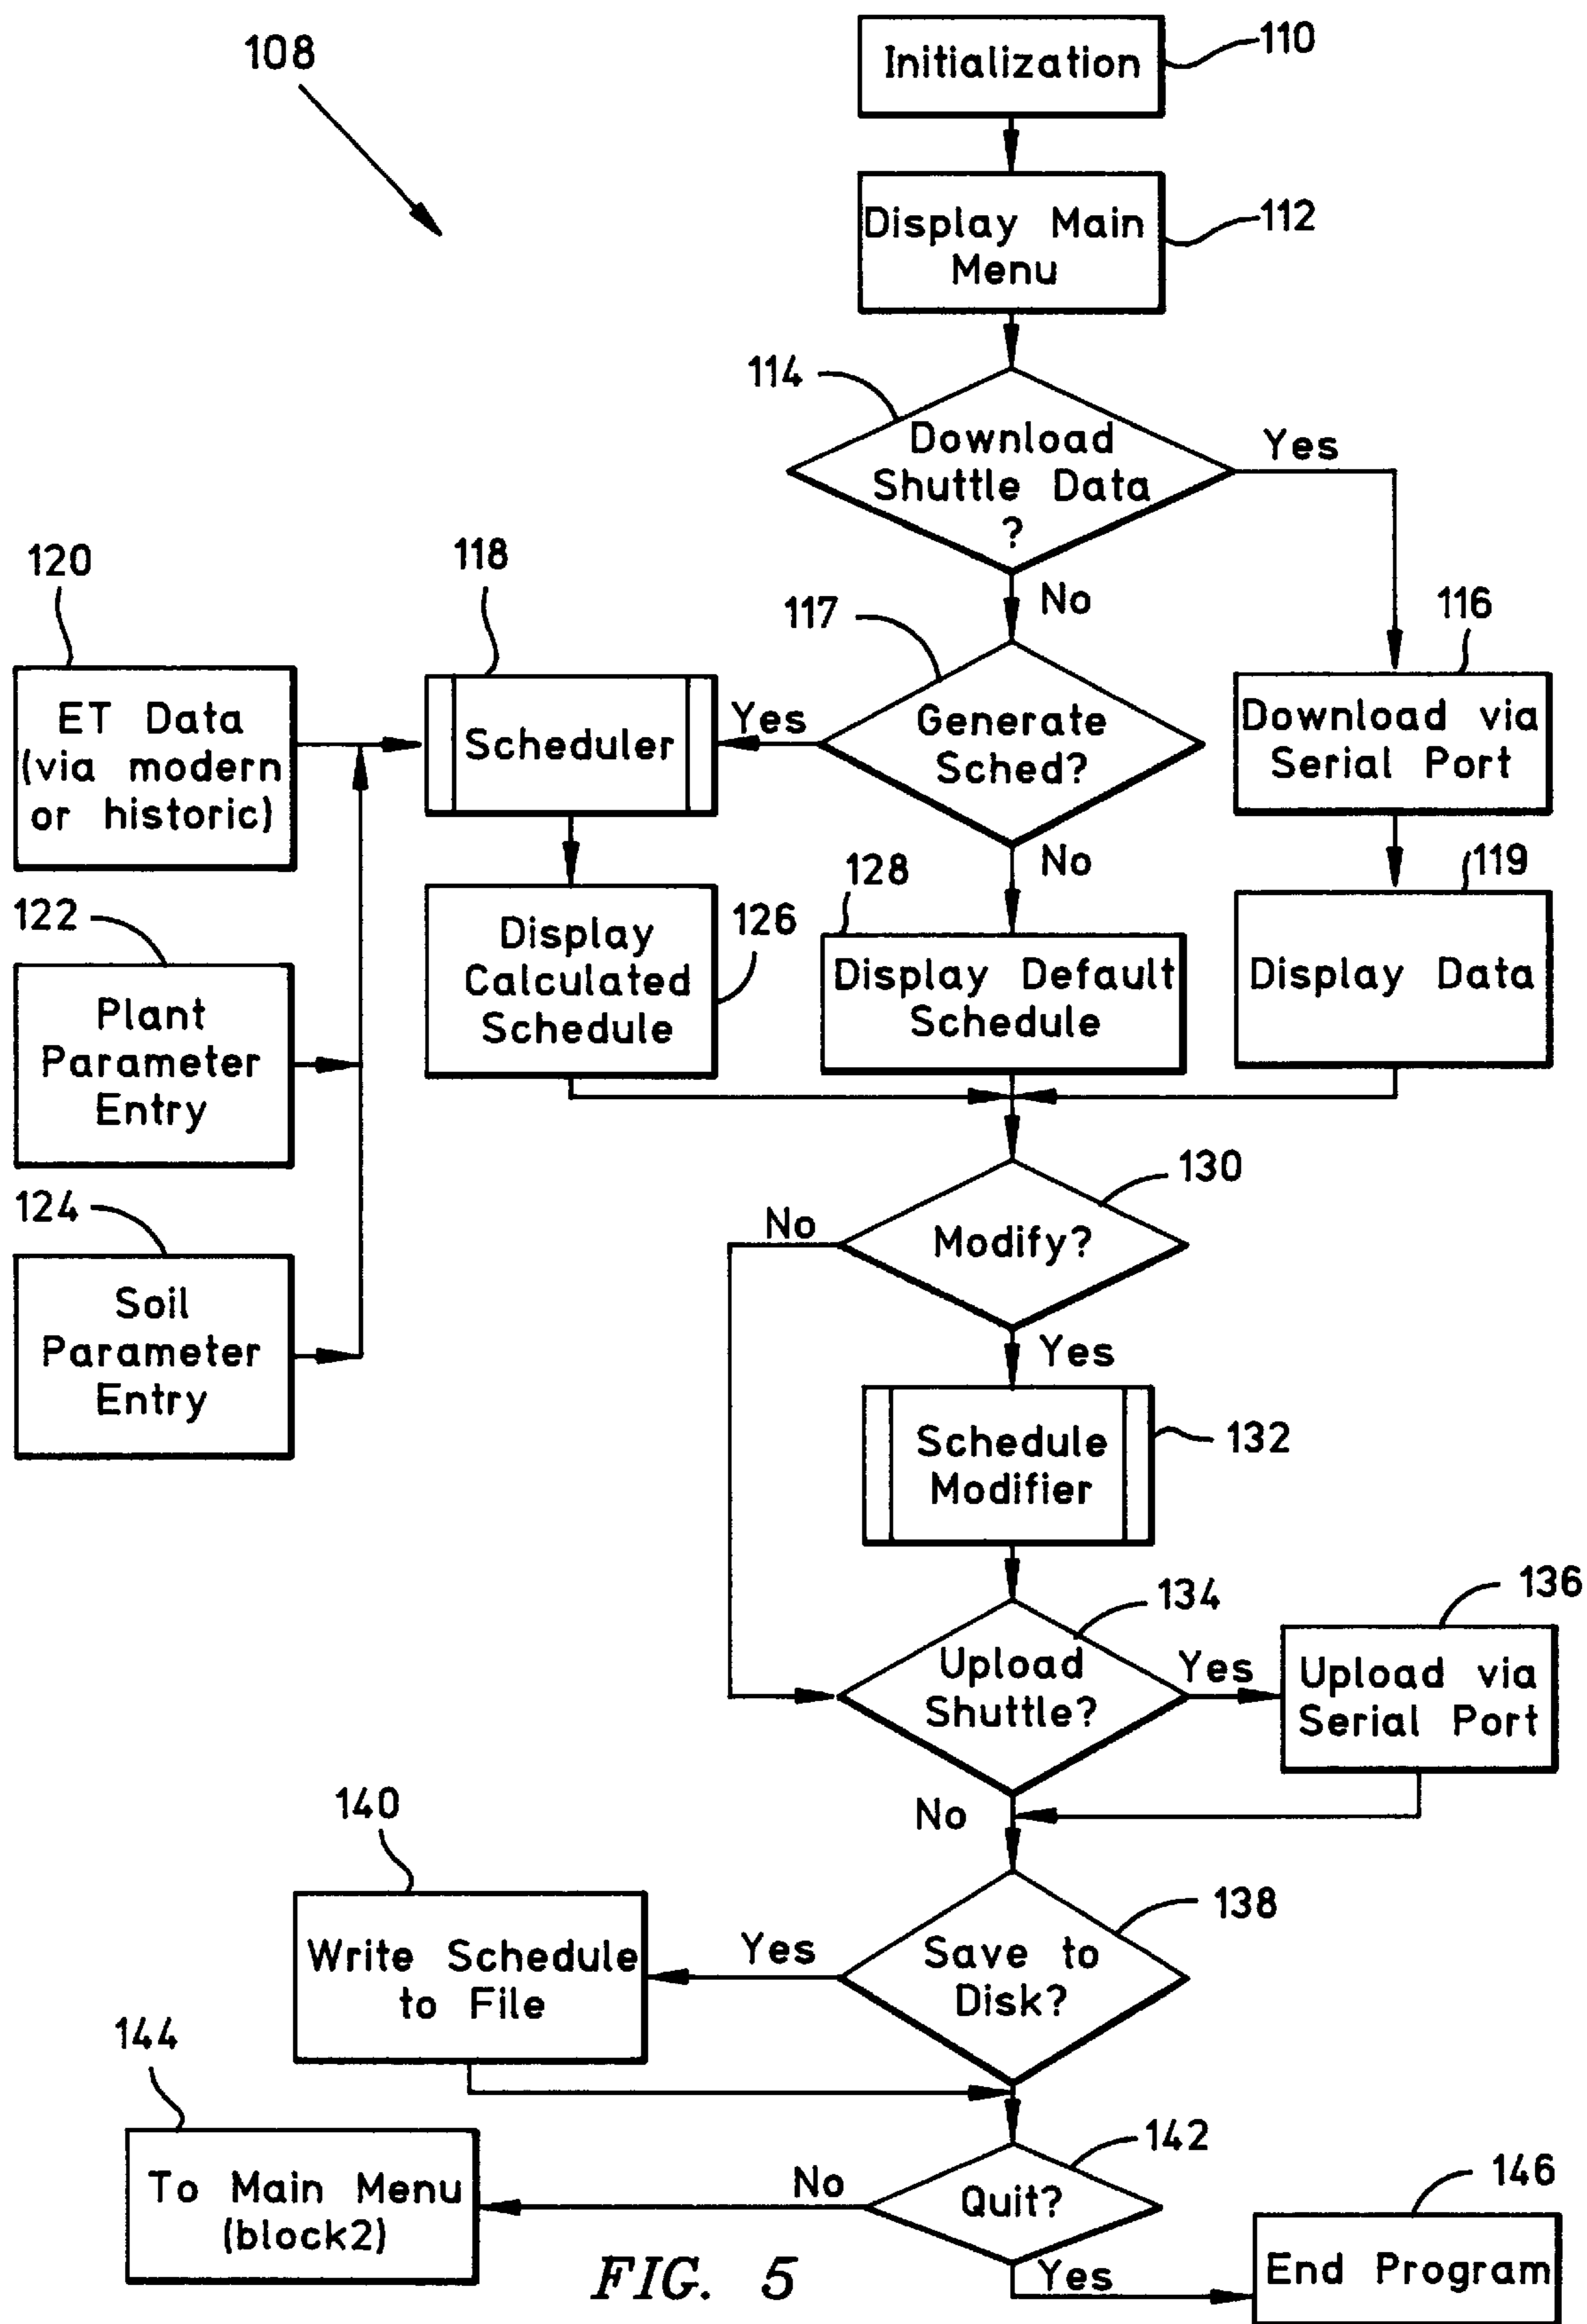 108
Initialization
110
Display Main
Menu
112
114
Download
Shuttle Data
?
Yes
No
120
118
117
116
ET Data
(via modern
or historic)
Scheduler
Yes
Generate
Sched?
Download via
Serial Port
No
119
122
Plant
Parameter
Entry
Display
Calculated
Schedule
126
128
Display Default
Schedule
Display Data
124
Soil
Parameter
Entry
130
No
Modify?
Yes
Schedule
Modifier
132
134
136
Upload
Shuttle?
Yes
Upload via
Serial Port
No
140
138
Write Schedule
to File
Yes
Save to
Disk?
144
142
To Main Menu
(block2)
No
Quit?
Yes
146
End Program
FIG. 5